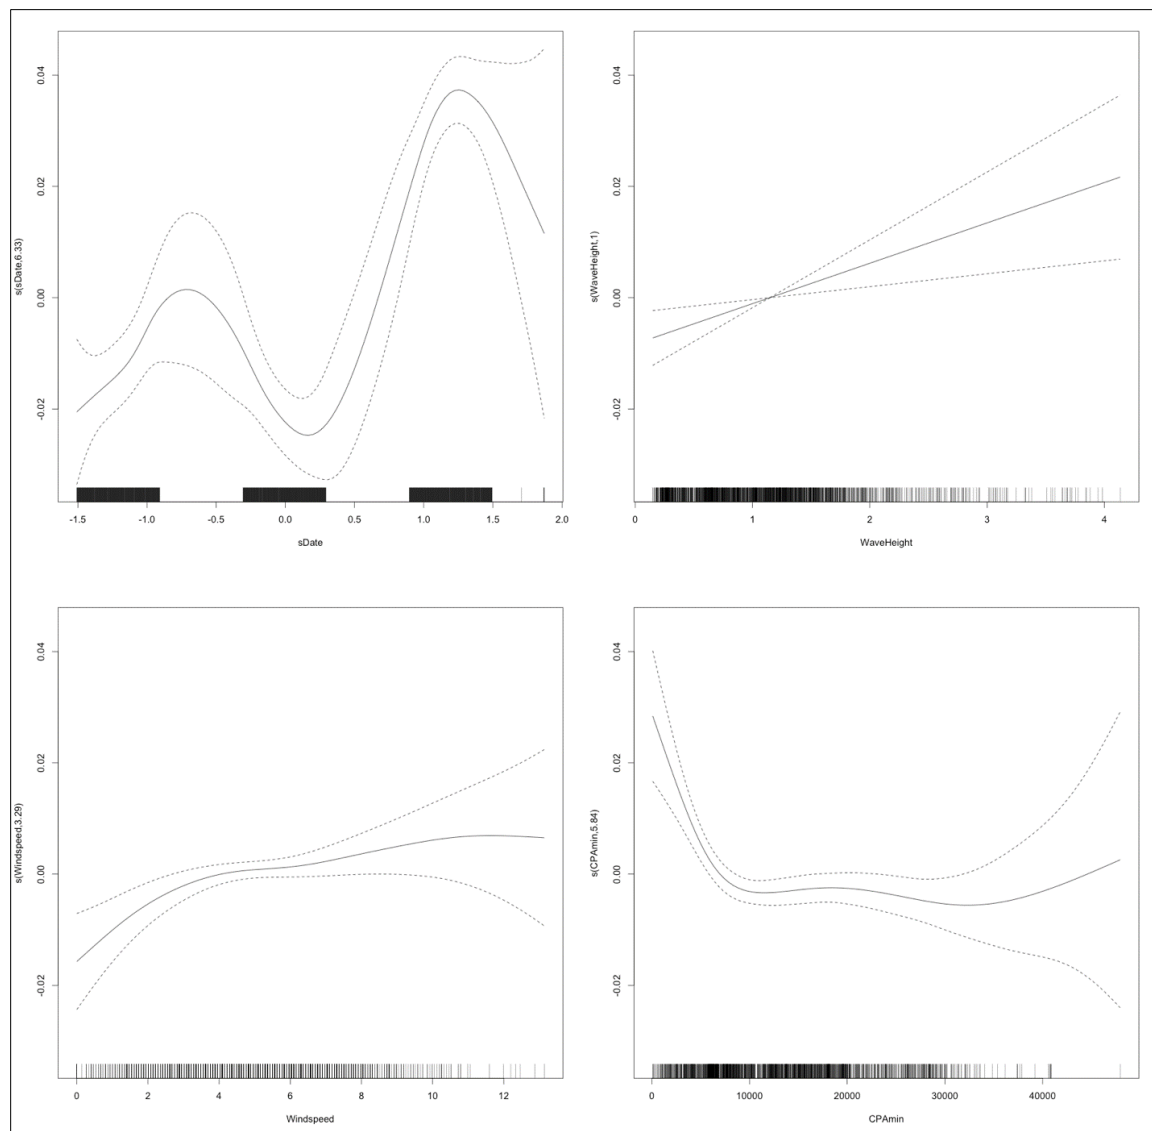 s(sDate,6.33)
0.04
0.02
0.00
-0.02
-1.5 -1.0 -0.5 0.0 0.5 1.0 1.5 2.0
sDate
s(WaveHeight,1)
0.04
0.02
0.00
-0.02
0 1 2 3 4
WaveHeight
s(Windspeed,3.29)
0.04
0.02
0.00
-0.02
0 2 4 6 8 10 12
Windspeed
s(CPAmin,5.84)
0.04
0.02
0.00
-0.02
0 10000 20000 30000 40000
CPAmin